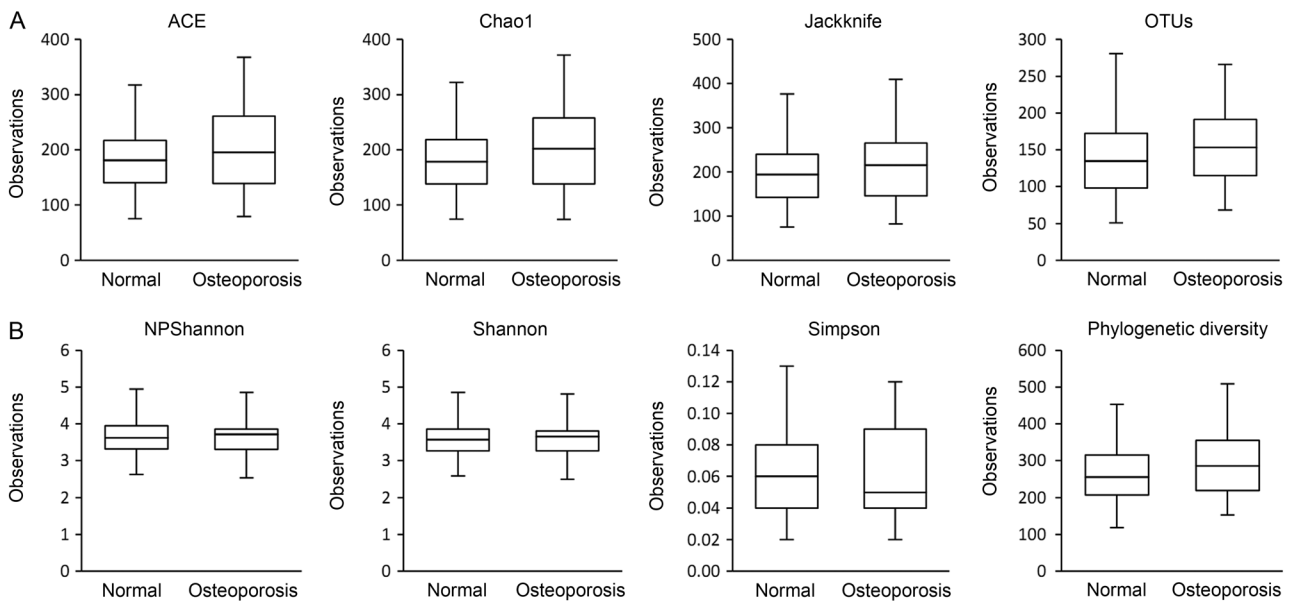 A
ACE
Chao1
Jackknife
OTUs
Observations
400
300
200
100
0
Normal Osteoporosis
Observations
400
300
200
100
0
Normal Osteoporosis
Observations
500
400
300
200
100
0
Normal Osteoporosis
Observations
300
250
200
150
100
50
0
Normal Osteoporosis
B
NPShannon
Shannon
Simpson
Phylogenetic diversity
Observations
6
5
4
3
2
1
0
Normal Osteoporosis
Observations
6
5
4
3
2
1
0
Normal Osteoporosis
Observations
0.14
0.12
0.10
0.08
0.06
0.04
0.02
0.00
Normal Osteoporosis
Observations
600
500
400
300
200
100
0
Normal Osteoporosis